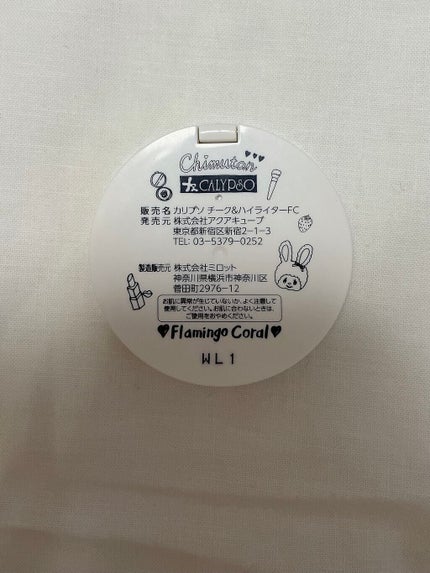 Chimutan
CALYPSO
販売名 カリプソ チーク&ハイライターFC
発売元 株式会社アクアキューブ
東京都新宿区新宿2-1-3
TEL: 03-5379-0252
製造販売元 株式会社ミロット
神奈川県横浜市神奈川区
菅田町2976-12
お肌に異常が生じていないか、よく注意して
使用してください。お肌に合わないときは、
ご使用をおやめください。
♥Flamingo Coral♥
WL1